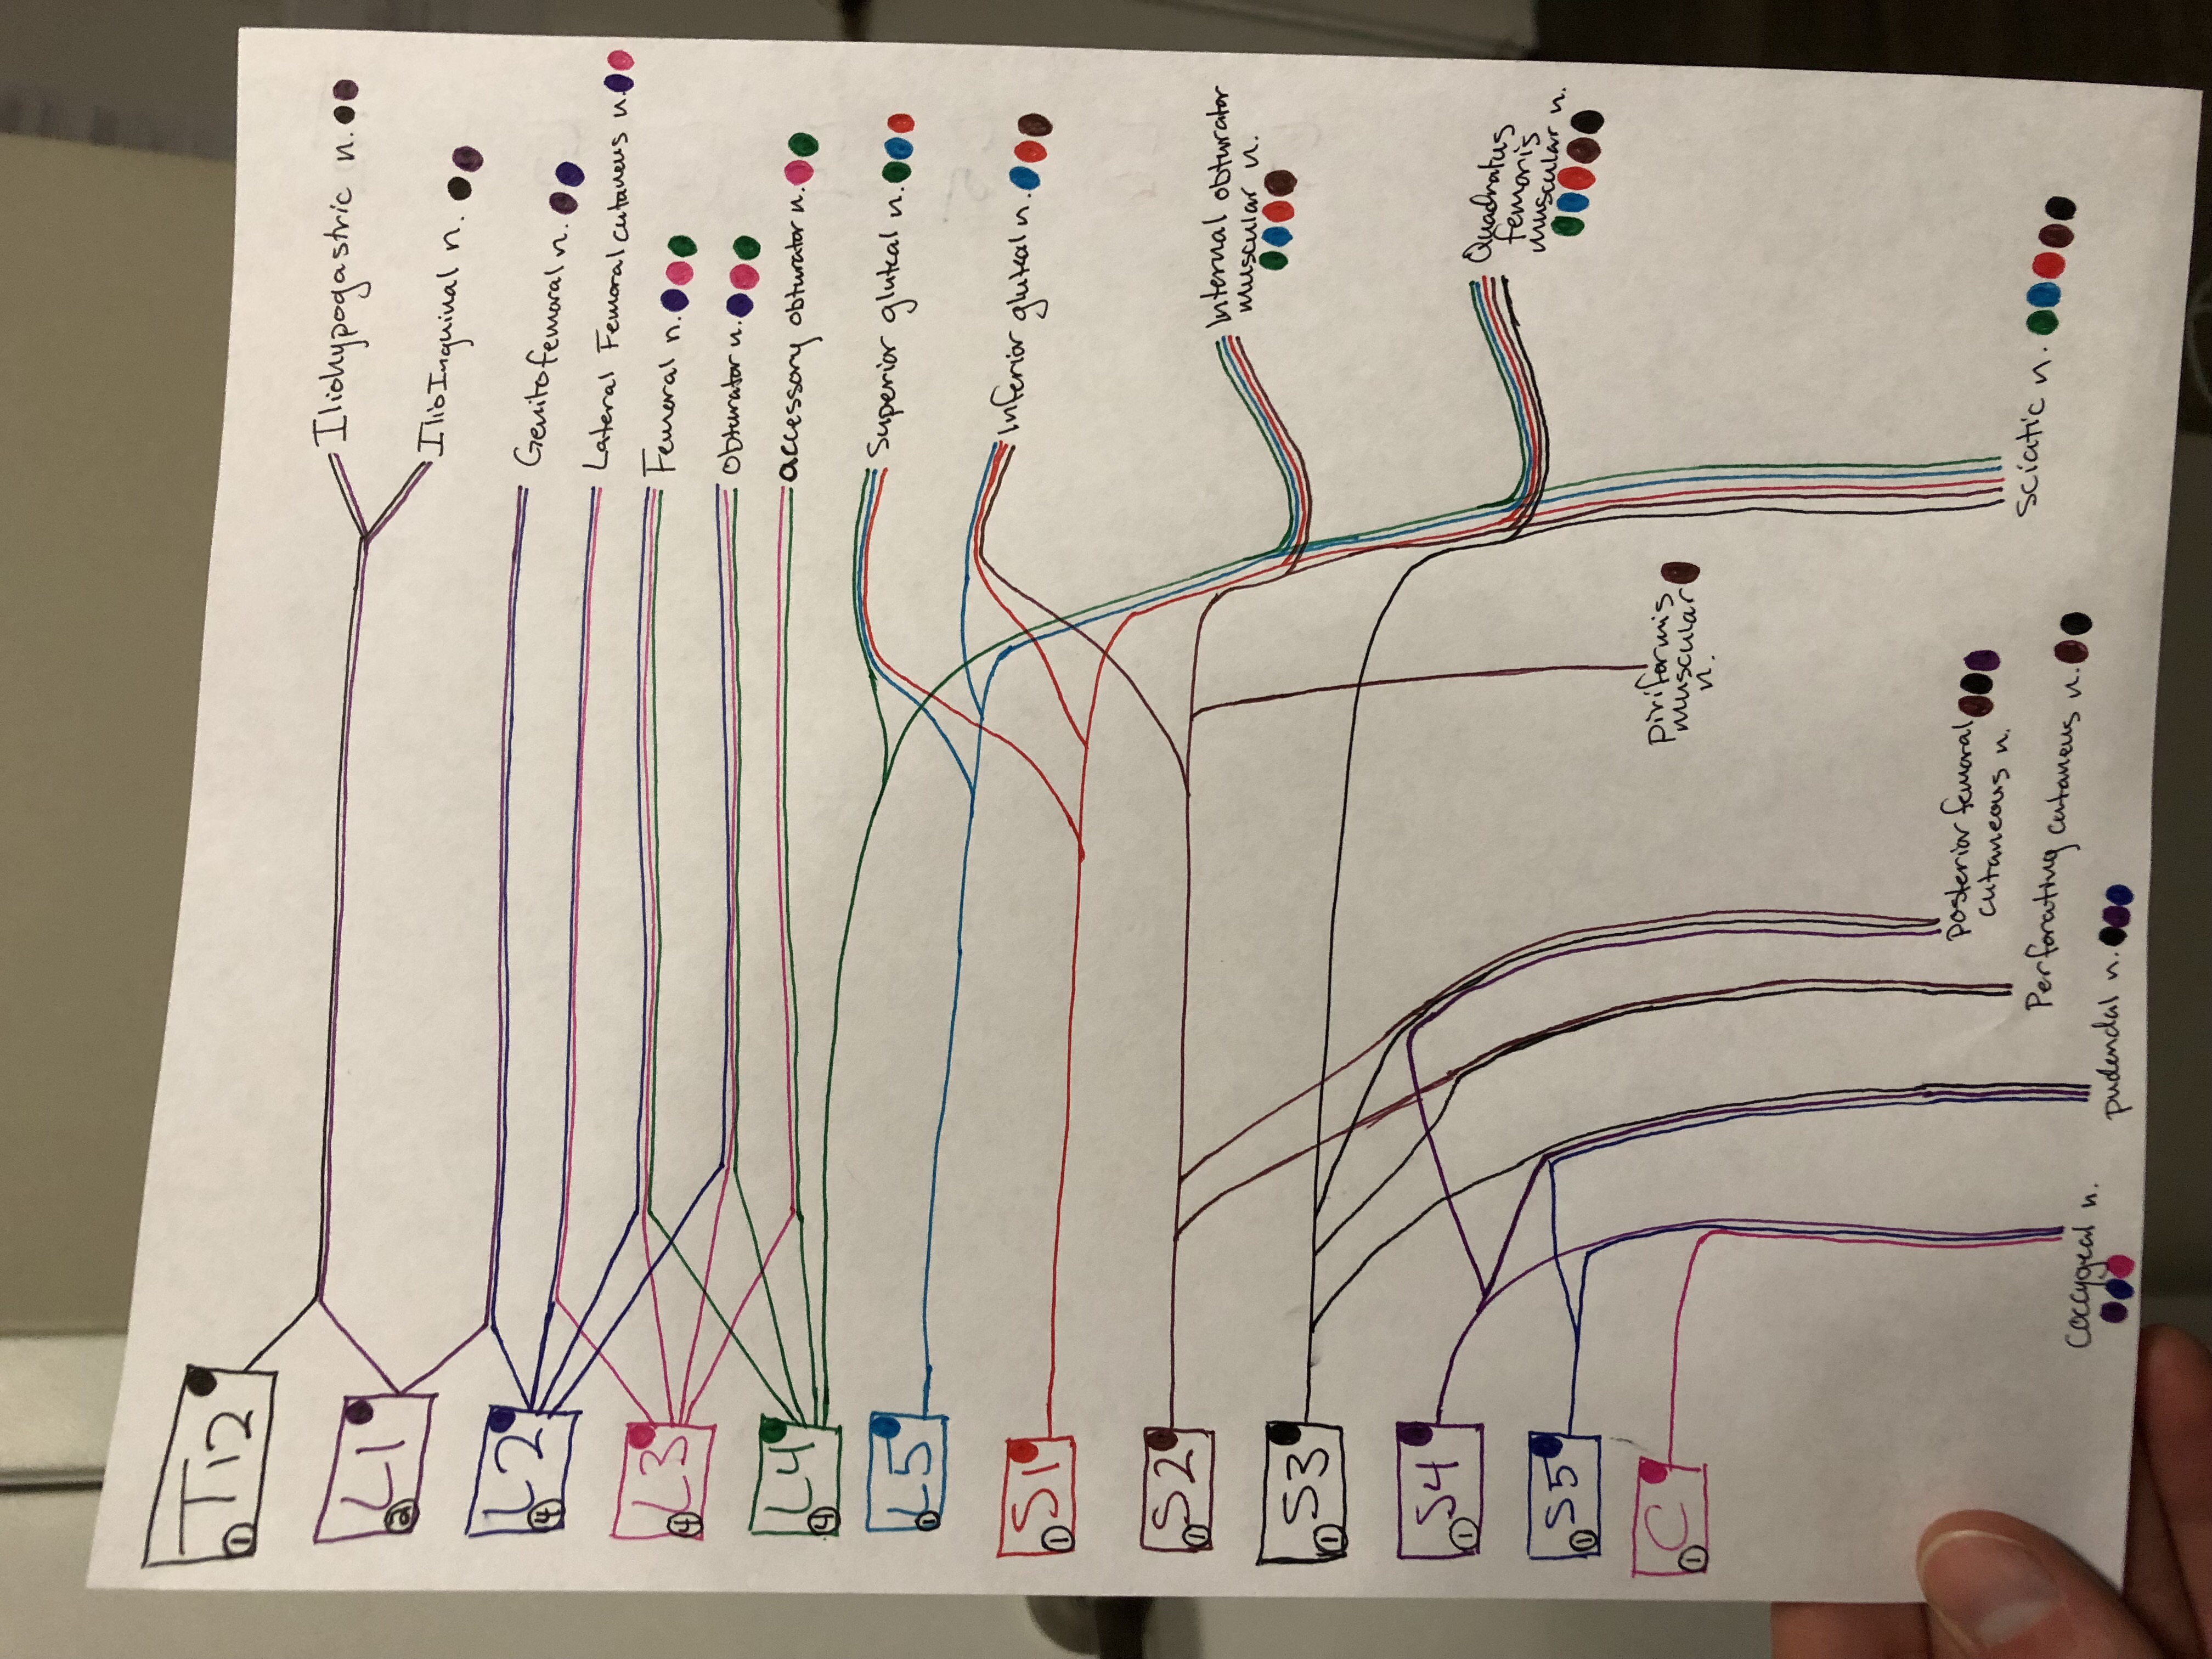 T12
1
L1
2
L2
4
L3
4
L4
4
L5
1
S1
1
S2
1
S3
1
S4
1
S5
1
C
1
Iliohypogastric n.
IlioInguinal n.
Genitofemoral n.
Lateral Femoral cutaneus n.
Femoral n.
obturator n.
accessory obturator n.
Superior gluteal n.
Inferior gluteal n.
Internal obturator
muscular n.
Quadratus
femoris
muscular n.
piriformis
muscular
n.
sciatic n.
posterior femoral
cutaneous n.
Perforating cutaneus n.
pudendal n.
coccygeal n.